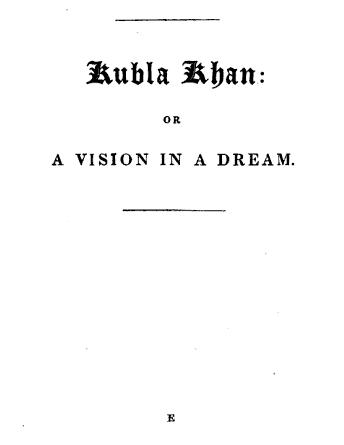 Kubla Khan:
OR
A VISION IN A DREAM.
E